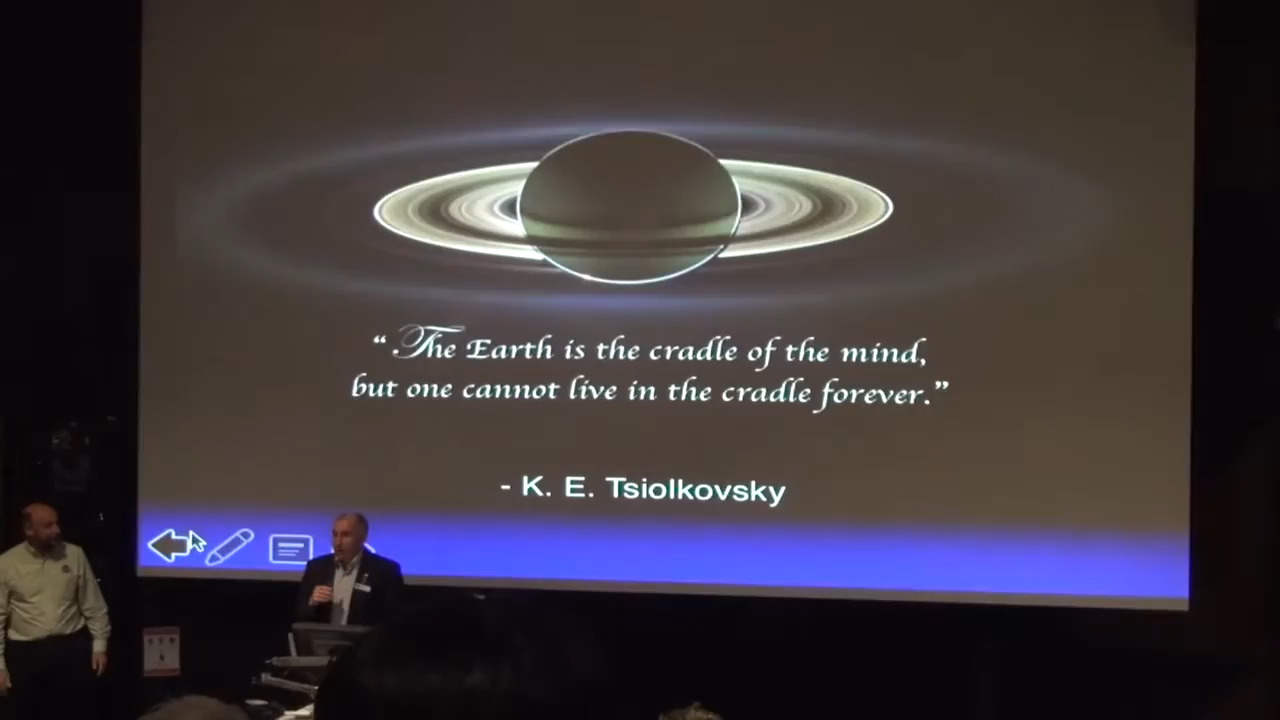 “The Earth is the cradle of the mind,
but one cannot live in the cradle forever.”
- K. E. Tsiolkovsky